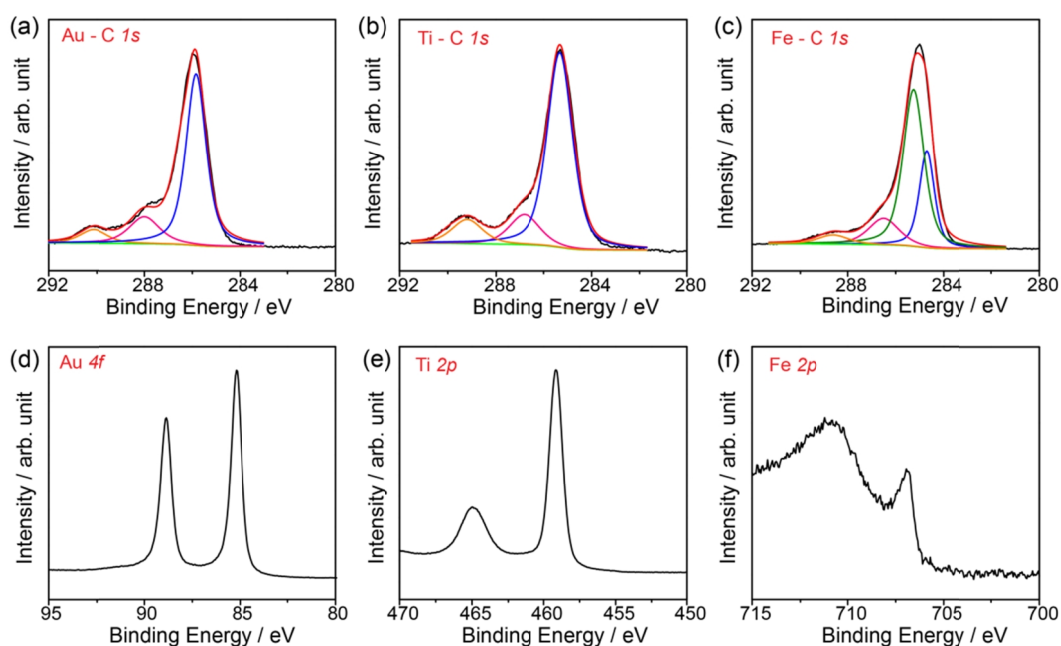 (a)
Au - C 1s
Intensity / arb. unit
292 288 284 280
Binding Energy / eV
(b)
Ti - C 1s
Intensity / arb. unit
292 288 284 280
Binding Energy / eV
(c)
Fe - C 1s
Intensity / arb. unit
292 288 284 280
Binding Energy / eV
(d)
Au 4f
Intensity / arb. unit
95 90 85 80
Binding Energy / eV
(e)
Ti 2p
Intensity / arb. unit
470 465 460 455 450
Binding Energy / eV
(f)
Fe 2p
Intensity / arb. unit
715 710 705 700
Binding Energy / eV